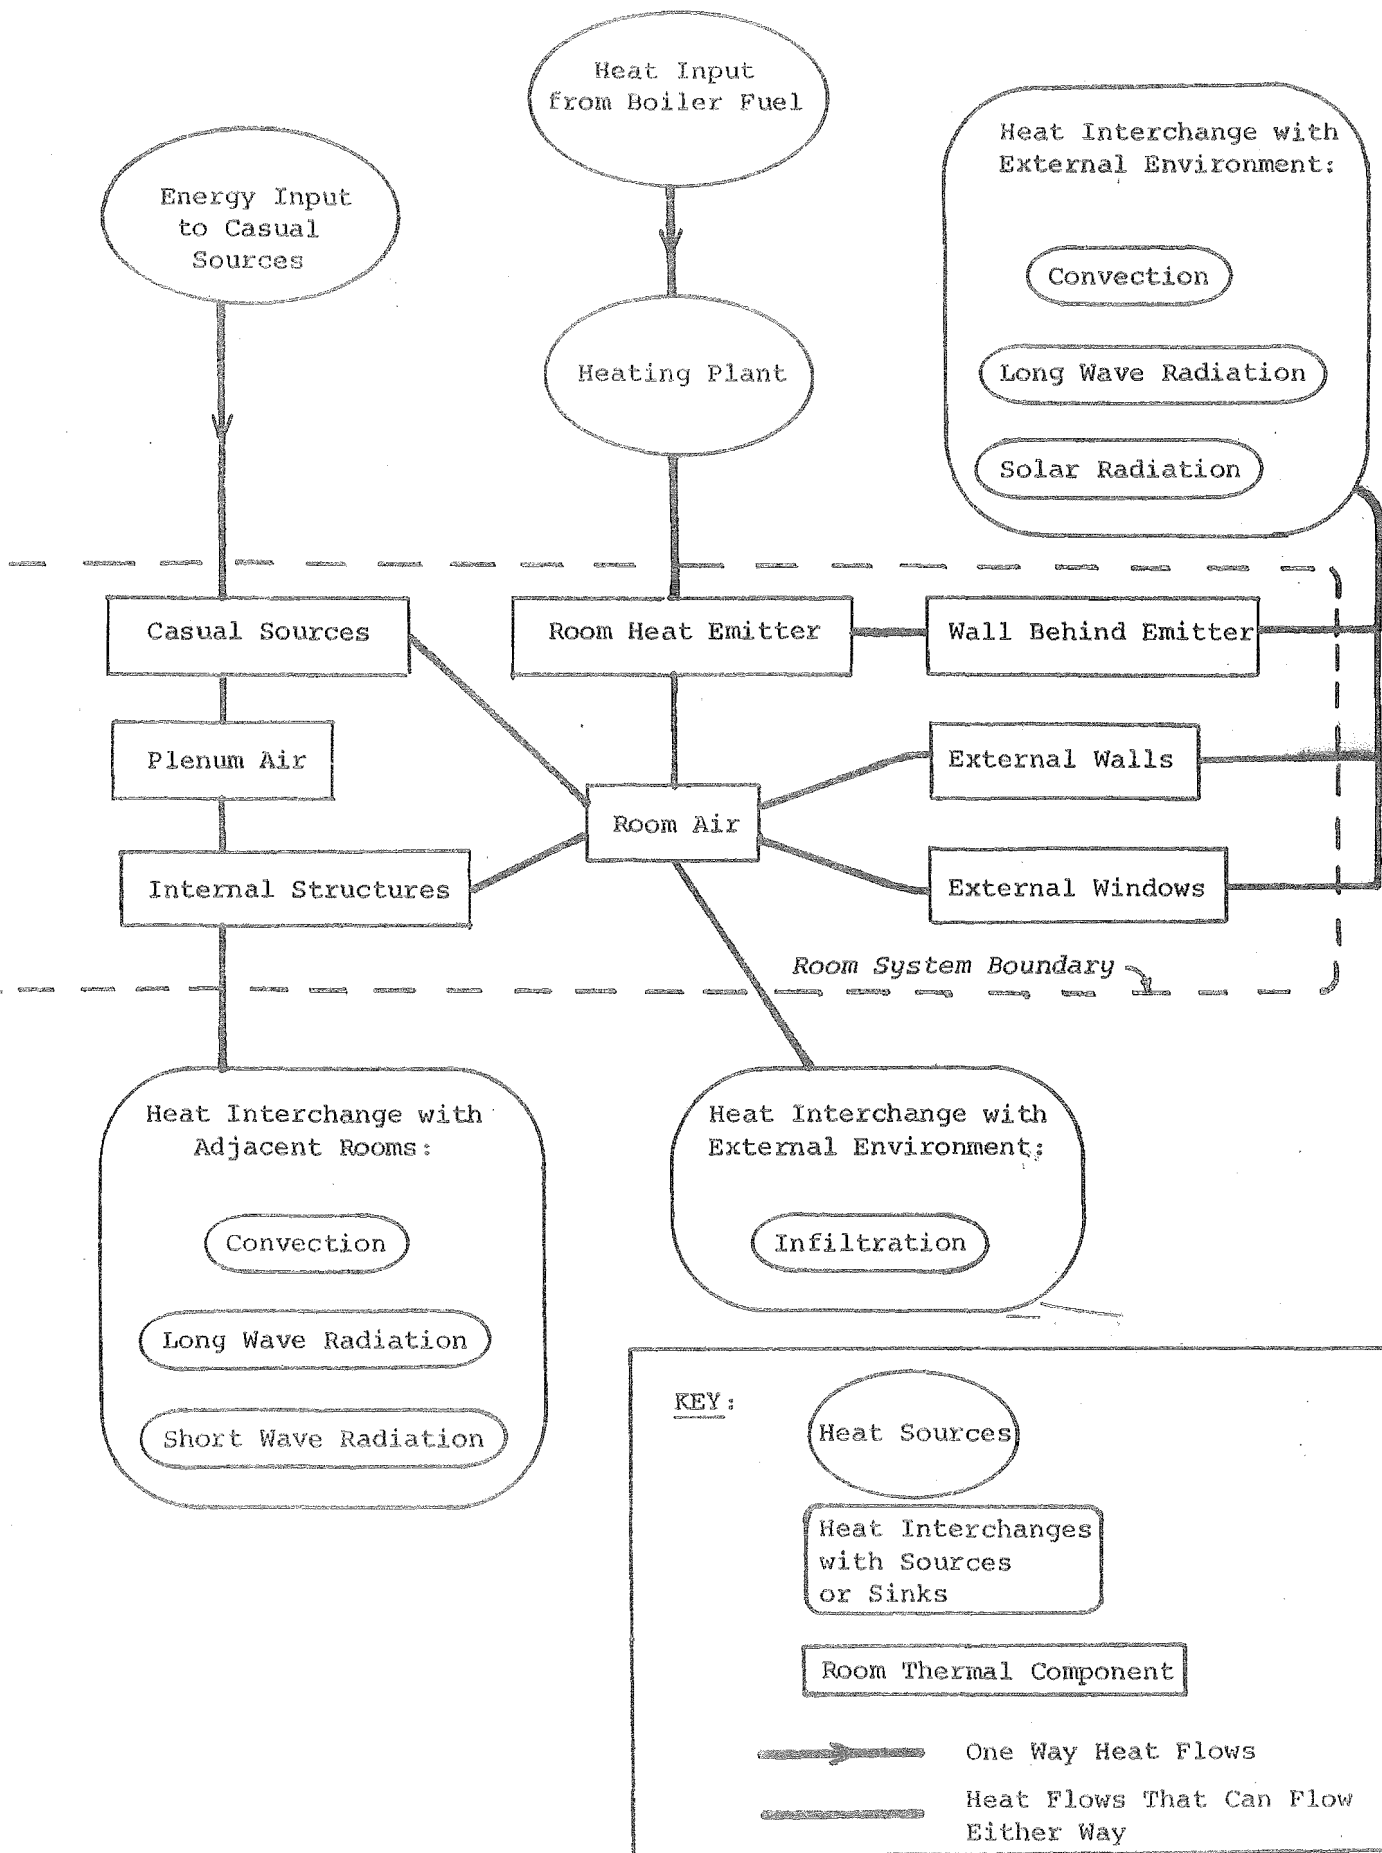 Heat Input
from Boiler Fuel
Energy Input
to Casual
Sources
Heat Interchange with
External Environment:
Convection
Long Wave Radiation
Solar Radiation
Heating Plant
Casual Sources
Room Heat Emitter
Wall Behind Emitter
Plenum Air
External Walls
Room Air
Internal Structures
External Windows
Room System Boundary
Heat Interchange with
Adjacent Rooms:
Convection
Long Wave Radiation
Short Wave Radiation
Heat Interchange with
External Environment:
Infiltration
KEY:
Heat Sources
Heat Interchanges
with Sources
or Sinks
Room Thermal Component
One Way Heat Flows
Heat Flows That Can Flow
Either Way